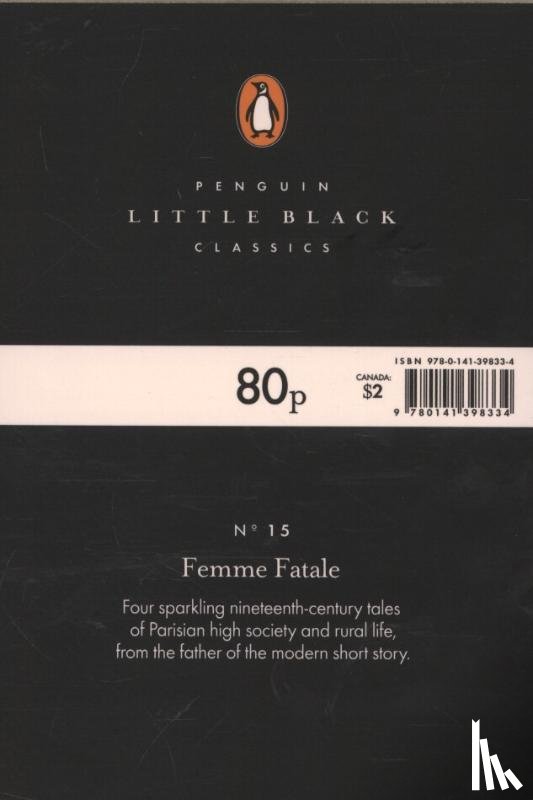 PENGUIN
LITTLE BLACK
CLASSICS
ISBN 978-0-141-39833-4
80p
CANADA:
$2
9 780141 398334
Nº 15
Femme Fatale
Four sparkling nineteenth-century tales
of Parisian high society and rural life,
from the father of the modern short story.